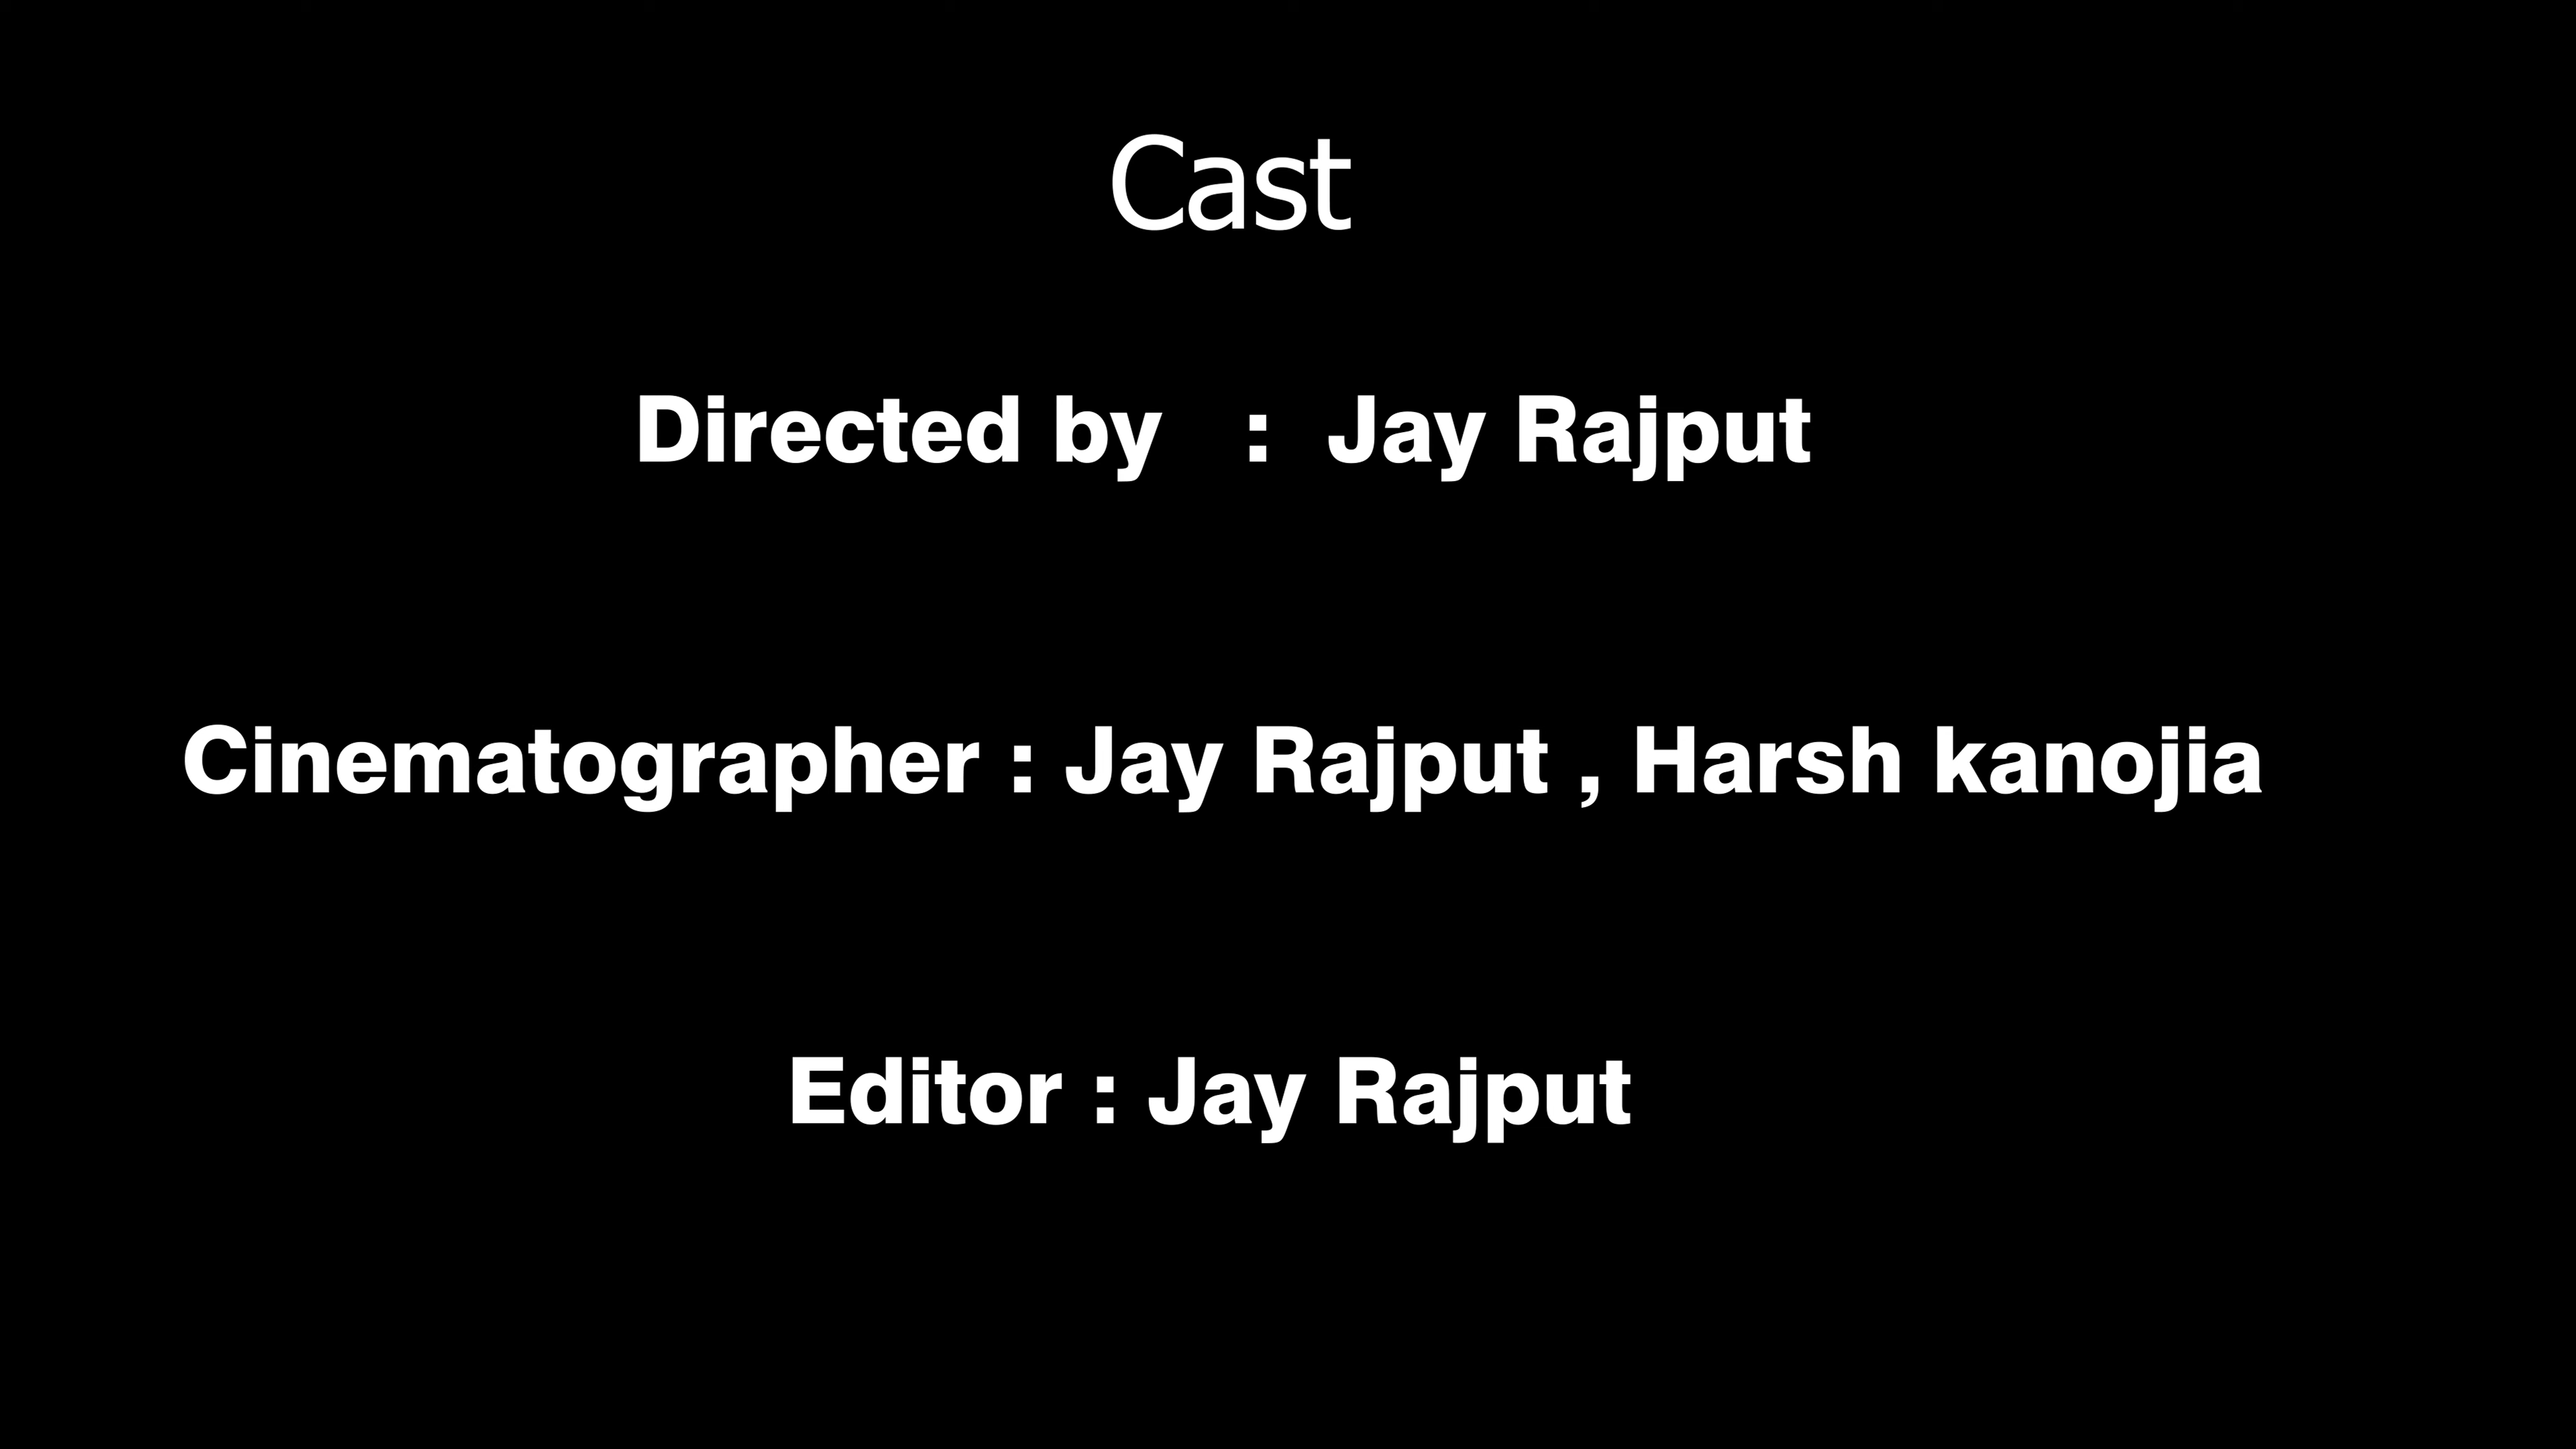 Cast
Directed by : Jay Rajput
Cinematographer : Jay Rajput , Harsh kanojia
Editor : Jay Rajput